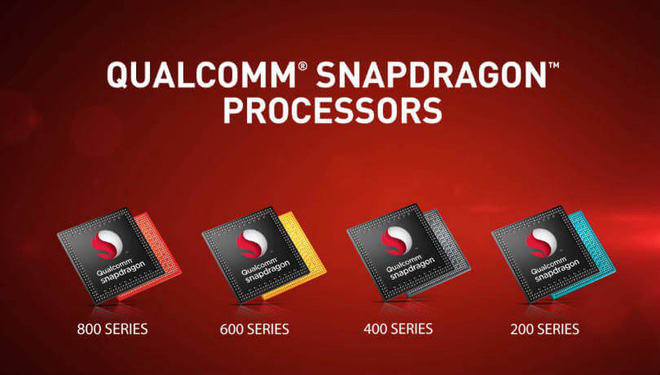 QUALCOMM® SNAPDRAGON™
PROCESSORS
Qualcomm
snapdragon
Qualcomm
snapdragon
Qualcomm
snapdragon
Qualcomm
snapdragon
800 SERIES
600 SERIES
400 SERIES
200 SERIES